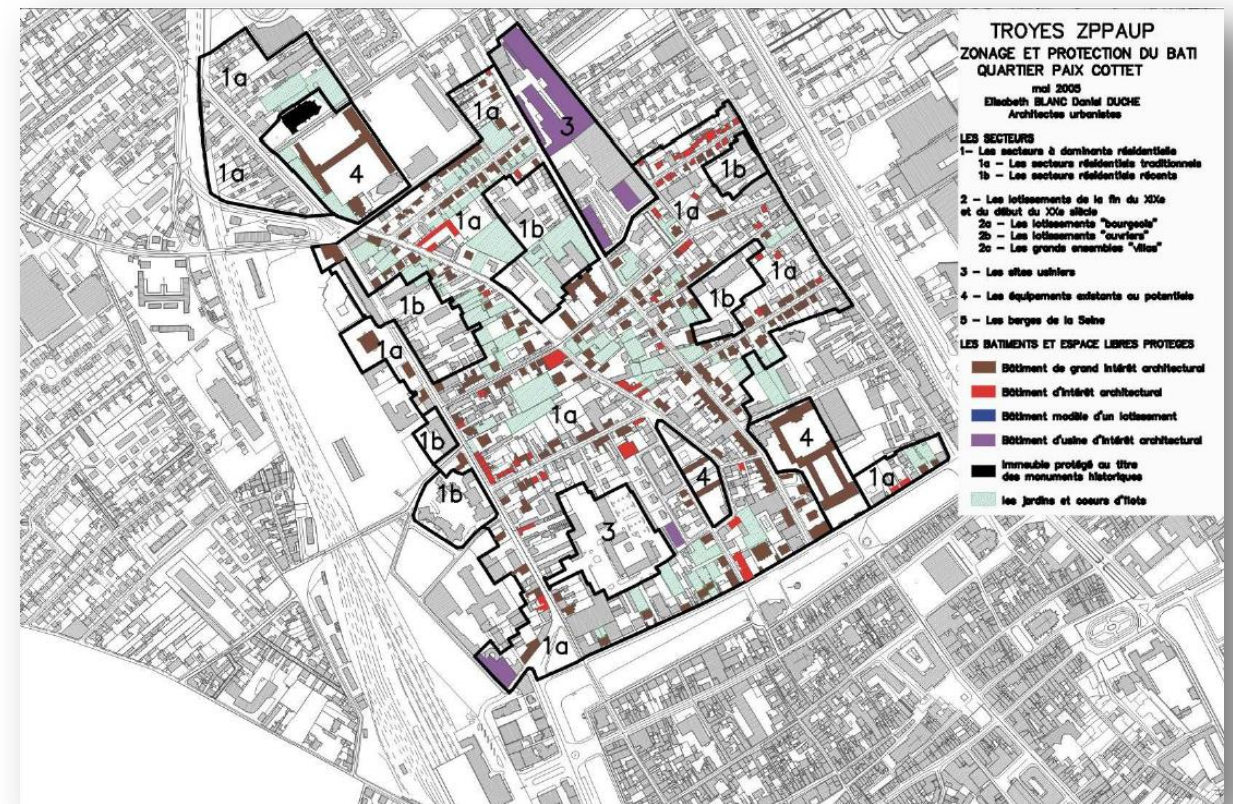 TROYES ZPPAUP
ZONAGE ET PROTECTION DU BATI
QUARTIER PAIX COTTET
mai 2005
Elisabeth BLANC Daniel DUCHE
Architectes urbanistes
LES SECTEURS
1- Les secteurs à dominante résidentielle
1a - Les secteurs résidentiels traditionnels
1b - Les secteurs résidentiels récents
2 - Les lotissements de la fin du XIXe
et du début du XXe siècle
2a - Les lotissements "bourgeois"
2b - Les lotissements "ouvriers"
2c - Les grands ensembles "villas"
3 - Les sites usiniers
4 - Les équipements existants ou potentiels
5 - Les berges de la Seine
LES BATIMENTS ET ESPACE LIBRES PROTEGES
Bâtiment de grand intérêt architectural
Bâtiment d'intérêt architectural
Bâtiment modèle d'un lotissement
Bâtiment d'usine d'intérêt architectural
Immeuble protégé au titre
des monuments historiques
les jardins et coeurs d'îlots
1a
1a
3
1b
1a
4
1a
1a
1b
1a
1b
1b
1a
1a
1b
4
4
1a
1b
3
1a